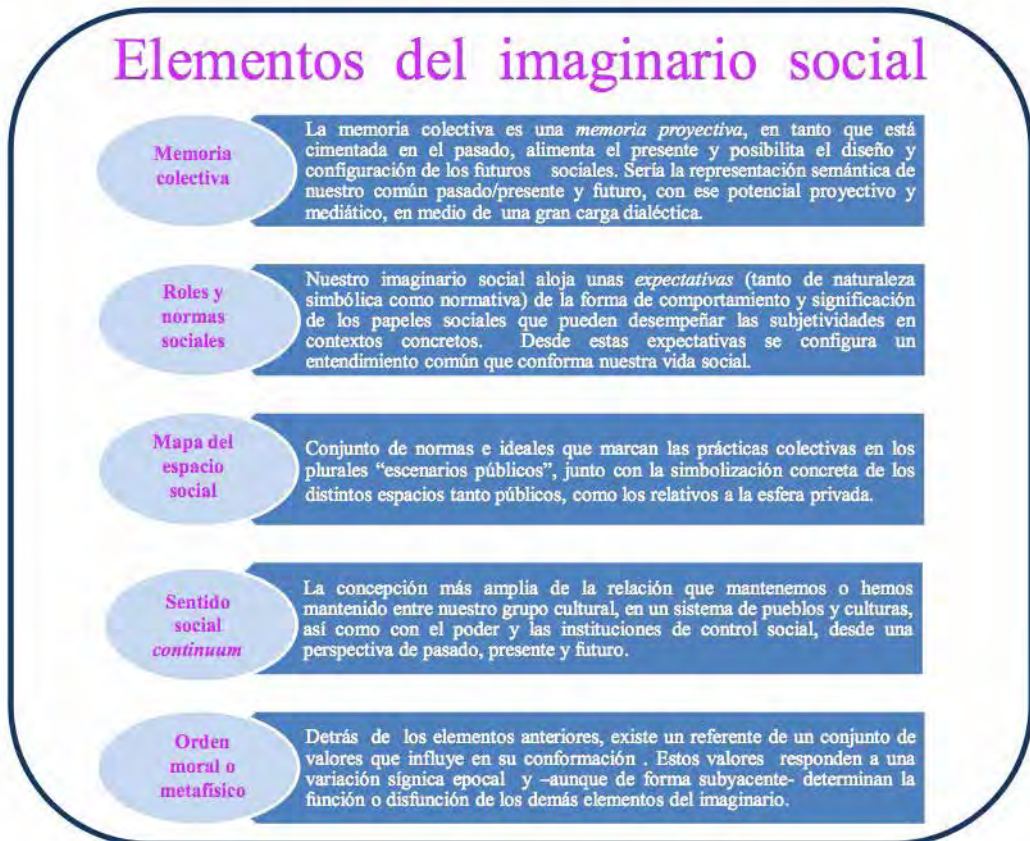 Elementos del imaginario social
Memoria
colectiva
La memoria colectiva es una memoria proyectiva, en tanto que está
cimentada en el pasado, alimenta el presente y posibilita el diseño y
configuración de los futuros sociales. Sería la representación semántica de
nuestro común pasado/presente y futuro, con ese potencial proyectivo y
mediático, en medio de una gran carga dialéctica.
Roles y
normas
sociales
Nuestro imaginario social aloja unas expectativas (tanto de naturaleza
simbólica como normativa) de la forma de comportamiento y significación
de los papeles sociales que pueden desempeñar las subjetividades en
contextos concretos. Desde estas expectativas se configura un
entendimiento común que conforma nuestra vida social.
Mapa del
espacio
social
Conjunto de normas e ideales que marcan las prácticas colectivas en los
plurales “escenarios públicos”, junto con la simbolización concreta de los
distintos espacios tanto públicos, como los relativos a la esfera privada.
Sentido
social
continuum
La concepción más amplia de la relación que mantenemos o hemos
mantenido entre nuestro grupo cultural, en un sistema de pueblos y culturas,
así como con el poder y las instituciones de control social, desde una
perspectiva de pasado, presente y futuro.
Orden
moral o
metafísico
Detrás de los elementos anteriores, existe un referente de un conjunto de
valores que influye en su conformación . Estos valores responden a una
variación sígnica epocal y –aunque de forma subyacente- determinan la
función o disfunción de los demás elementos del imaginario.